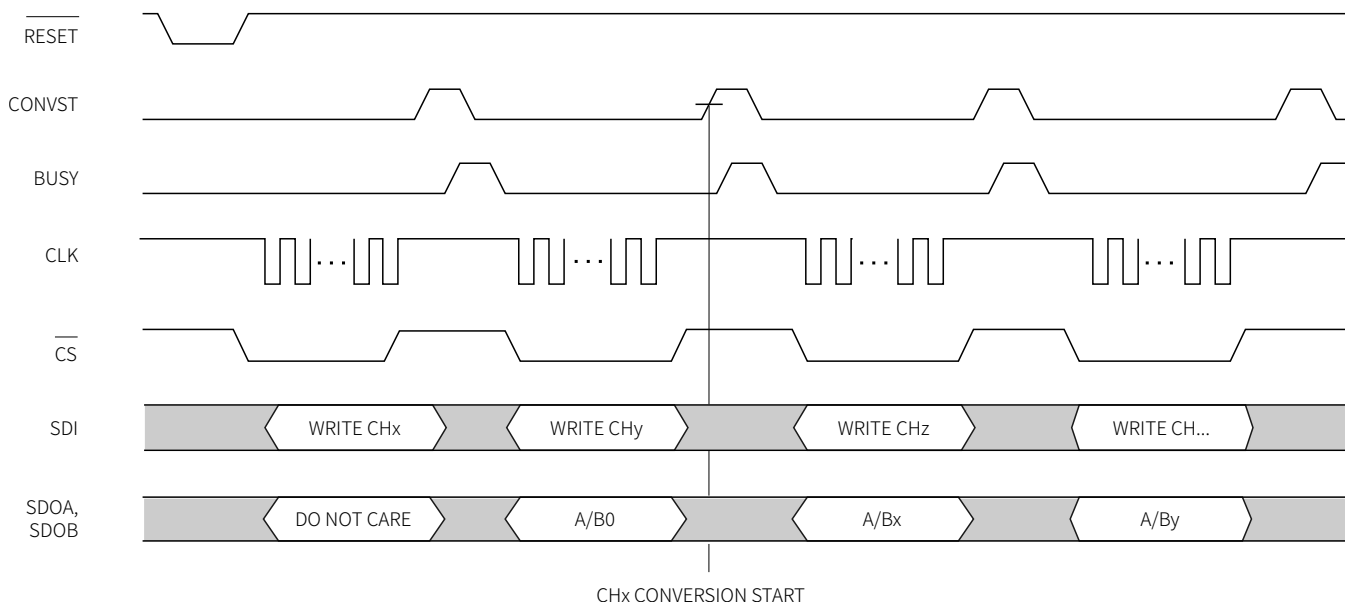 RESET
CONVST
BUSY
CLK
... ... ... ...
CS
SDI WRITE CHx WRITE CHy WRITE CHz WRITE CH...
SDOA,
SDOB DO NOT CARE A/B0 A/Bx A/By
CHx CONVERSION START